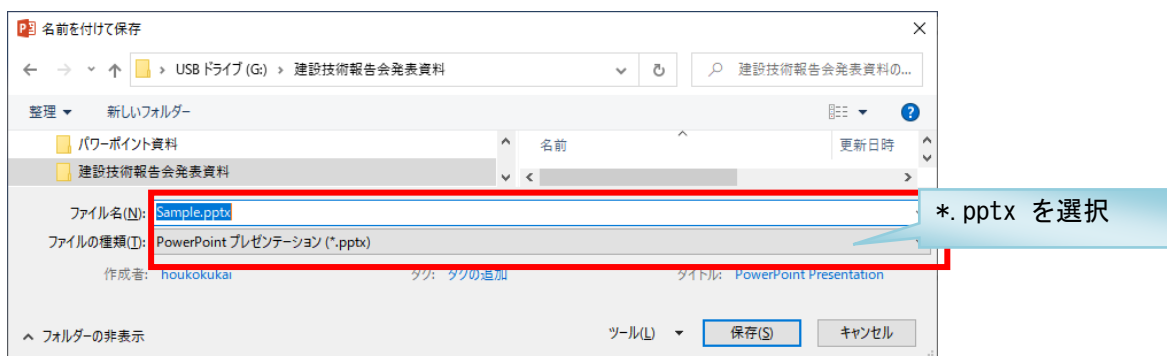 名前を付けて保存
USB ドライブ (G:) › 建設技術報告会発表資料
建設技術報告会発表資料の...
整理 新しいフォルダー
パワーポイント資料
建設技術報告会発表資料
名前 更新日時
ファイル名(N): Sample.pptx
ファイルの種類(T): PowerPoint プレゼンテーション (*.pptx)
*.pptx を選択
作成者: houkokukai タグ: タグの追加 タイトル: PowerPoint Presentation
フォルダーの非表示 ツール(L) 保存(S) キャンセル